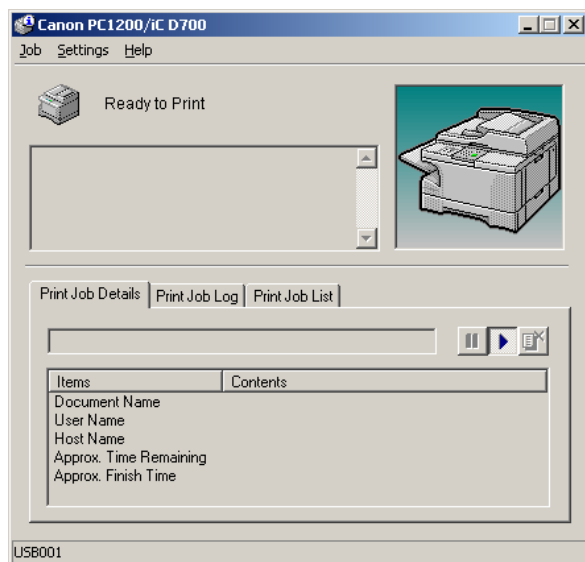 Canon PC1200/iC D700
Job Settings Help
Ready to Print
Print Job Details Print Job Log Print Job List
Items Contents
Document Name
User Name
Host Name
Approx. Time Remaining
Approx. Finish Time
USB001